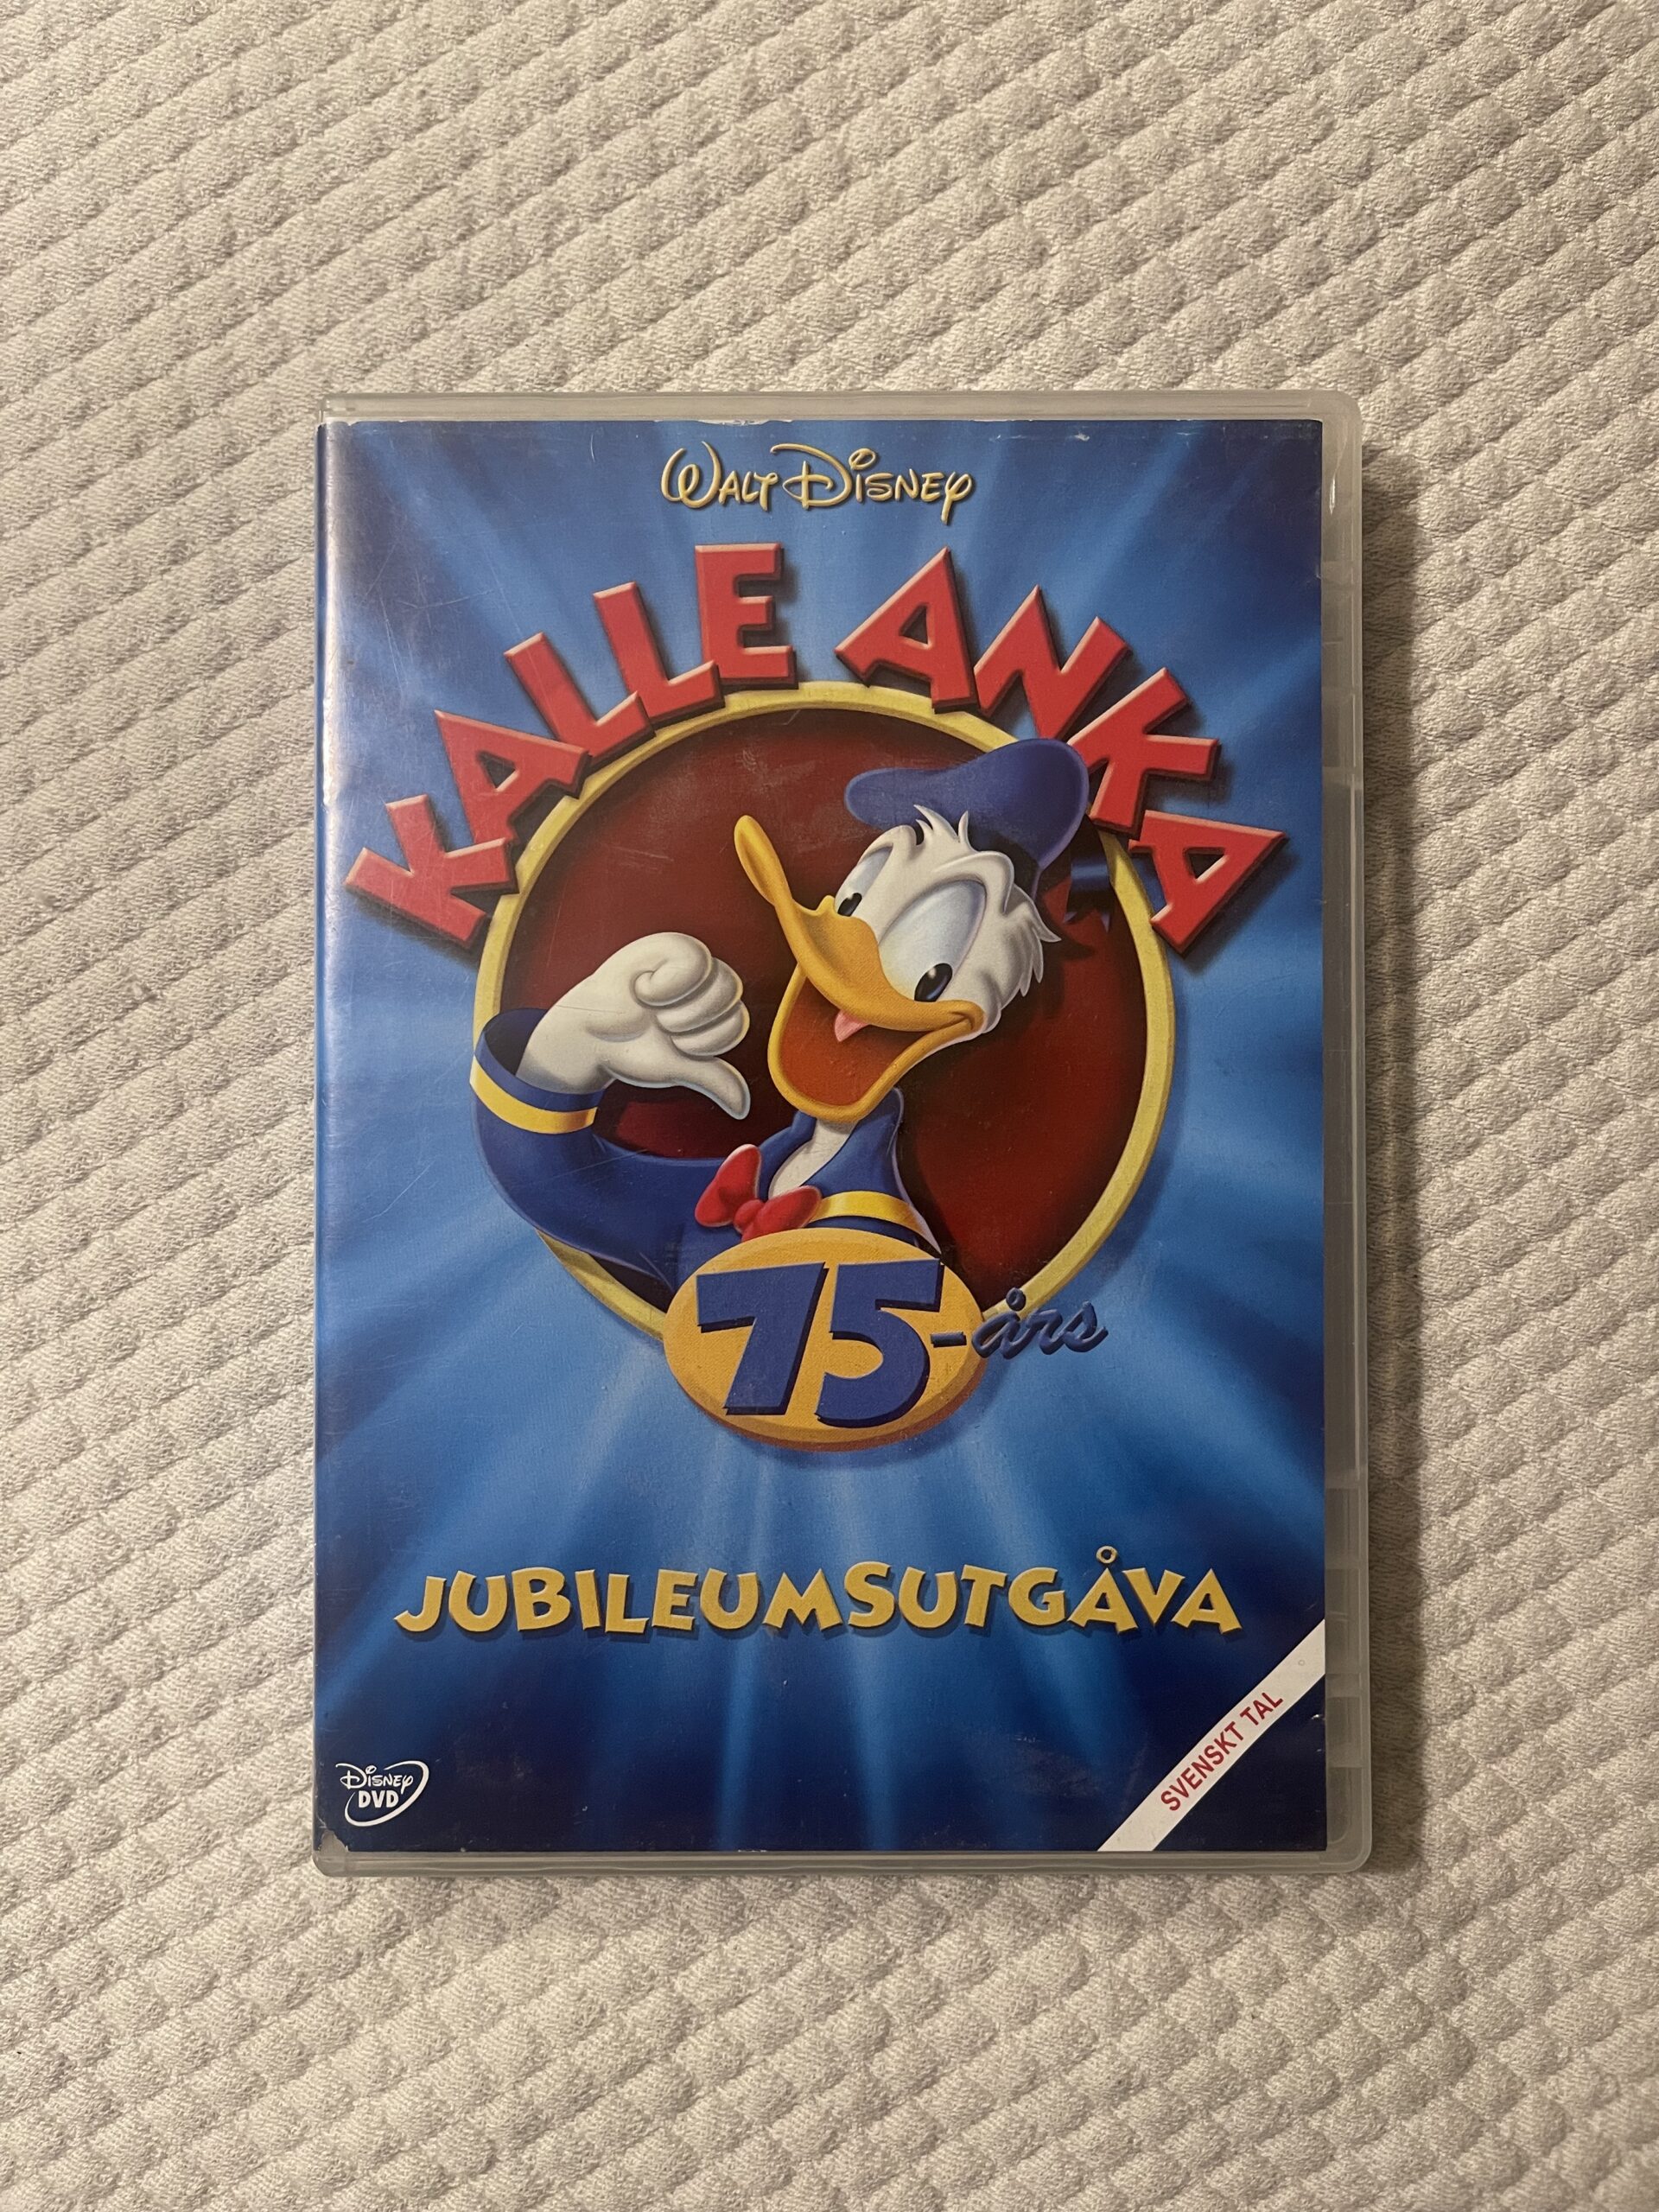 WALT DISNEY
KALLE ANKA
75-års
JUBILEUMSUTGÅVA
SVENSKT TAL
DISNEY
DVD